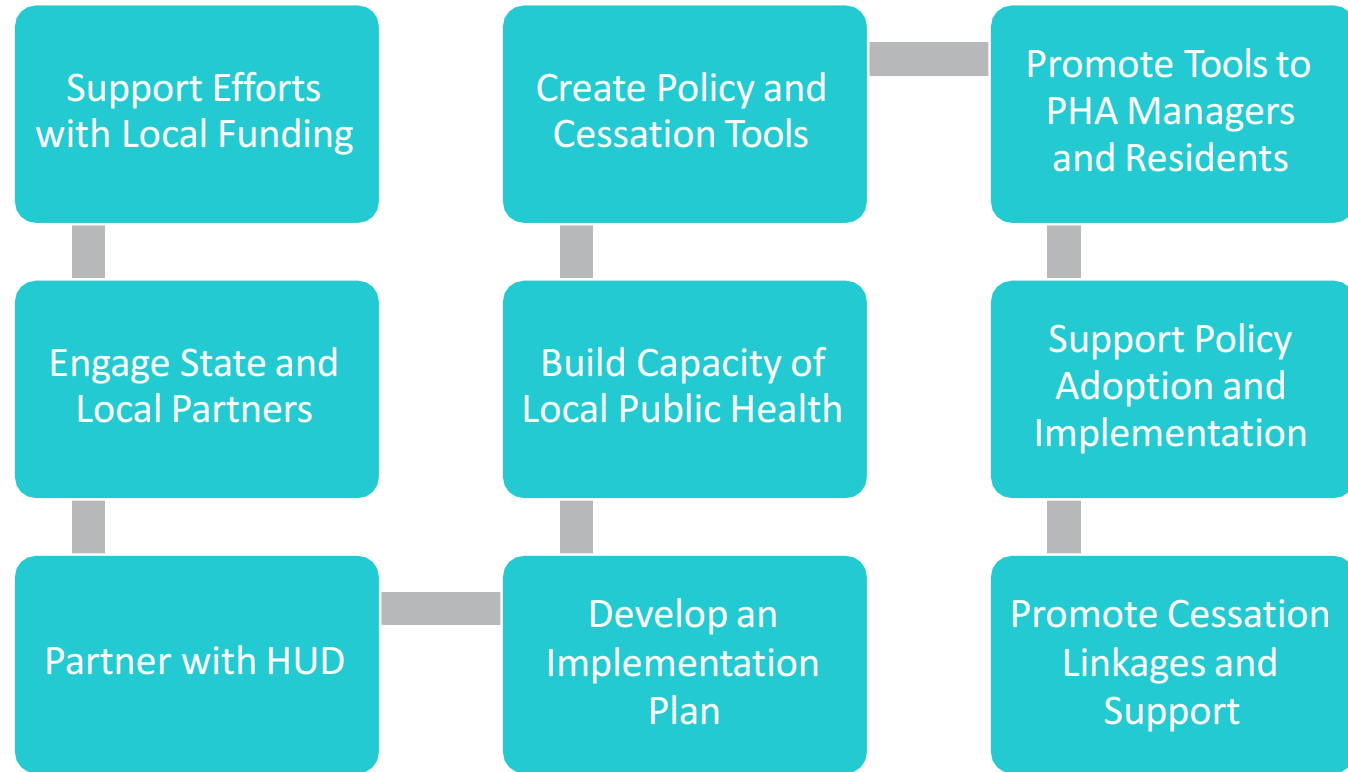 Support Efforts
with Local Funding
Engage State and
Local Partners
Partner with HUD
Develop an
Implementation
Plan
Build Capacity of
Local Public Health
Create Policy and
Cessation Tools
Promote Tools to
PHA Managers
and Residents
Support Policy
Adoption and
Implementation
Promote Cessation
Linkages and
Support